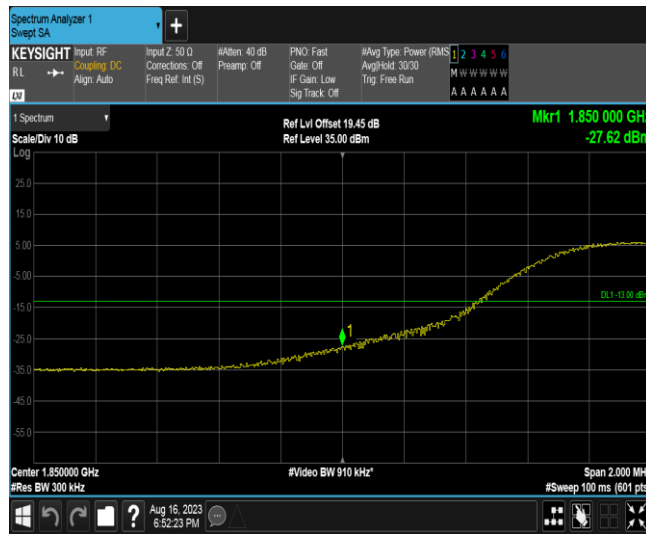 Spectrum Analyzer 1
Swept SA
+
KEYSIGHT
RL
LXI
Input: RF
Coupling: DC
Align: Auto
Input Z: 50 Ω
Corrections: Off
Freq Ref: Int (S)
#Atten: 40 dB
Preamp: Off
PNO: Fast
Gate: Off
IF Gain: Low
Sig Track: Off
#Avg Type: Power (RMS
Avg|Hold: 30/30
Trig: Free Run
1 2 3 4 5 6
M W W W W W
A A A A A A
1 Spectrum
Scale/Div 10 dB
Log
Ref Lvl Offset 19.45 dB
Ref Level 35.00 dBm
Mkr1 1.850 000 GH
-27.62 dBm
25.0
15.0
5.00
-5.00
-15.0
-25.0
-35.0
-45.0
-55.0
DL1 -13.00 dBm
1
Center 1.850000 GHz
#Res BW 300 kHz
#Video BW 910 kHz*
Span 2.000 MH
#Sweep 100 ms (601 pts
?
Aug 16, 2023
6:52:23 PM